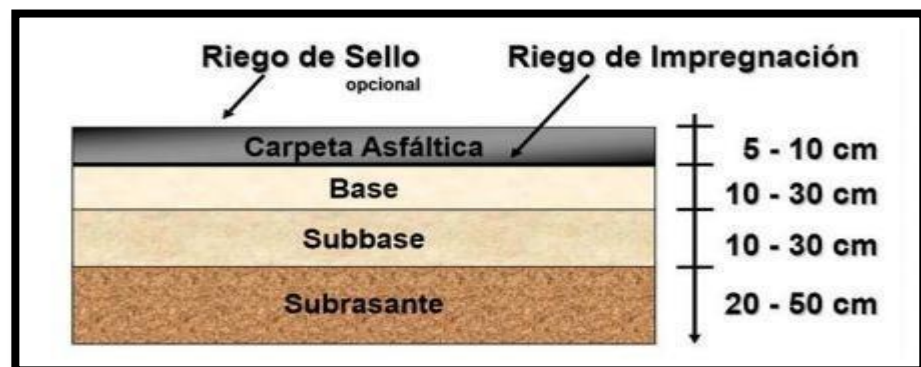 Riego de Sello
opcional
Riego de Impregnación
Carpeta Asfáltica
5 - 10 cm
Base
10 - 30 cm
Subbase
10 - 30 cm
Subrasante
20 - 50 cm